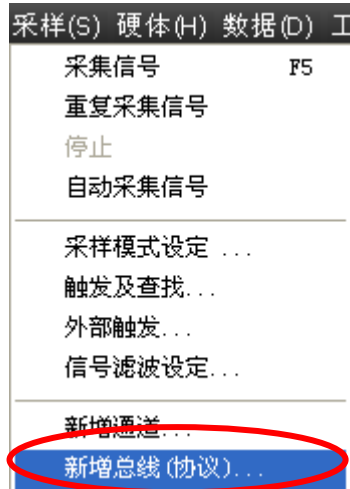 采样(S) 硬体(H) 数据(D) 工
采集信号 F5
重复采集信号
停止
自动采集信号
采样模式设定 ...
触发及查找...
外部触发...
信号滤波设定...
新增通道...
新增总线(协议)...